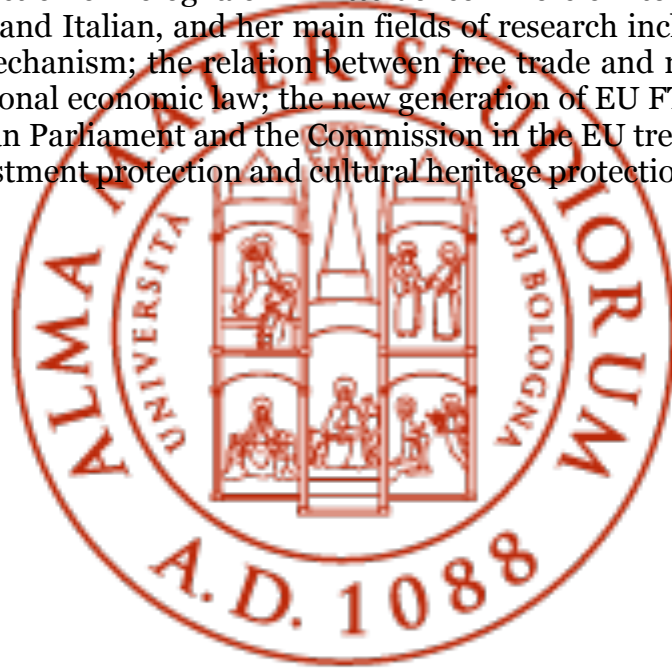 and Italian, and her main fields of research inc
echanism; the relation between free trade and
onal economic law; the new generation of EU F
n Parliament and the Commission in the EU tre
stment protection and cultural heritage protectio
ALMA MATER STUDIORUM
UNIVERSITÀ
DI BOLOGNA
A.D. 1088